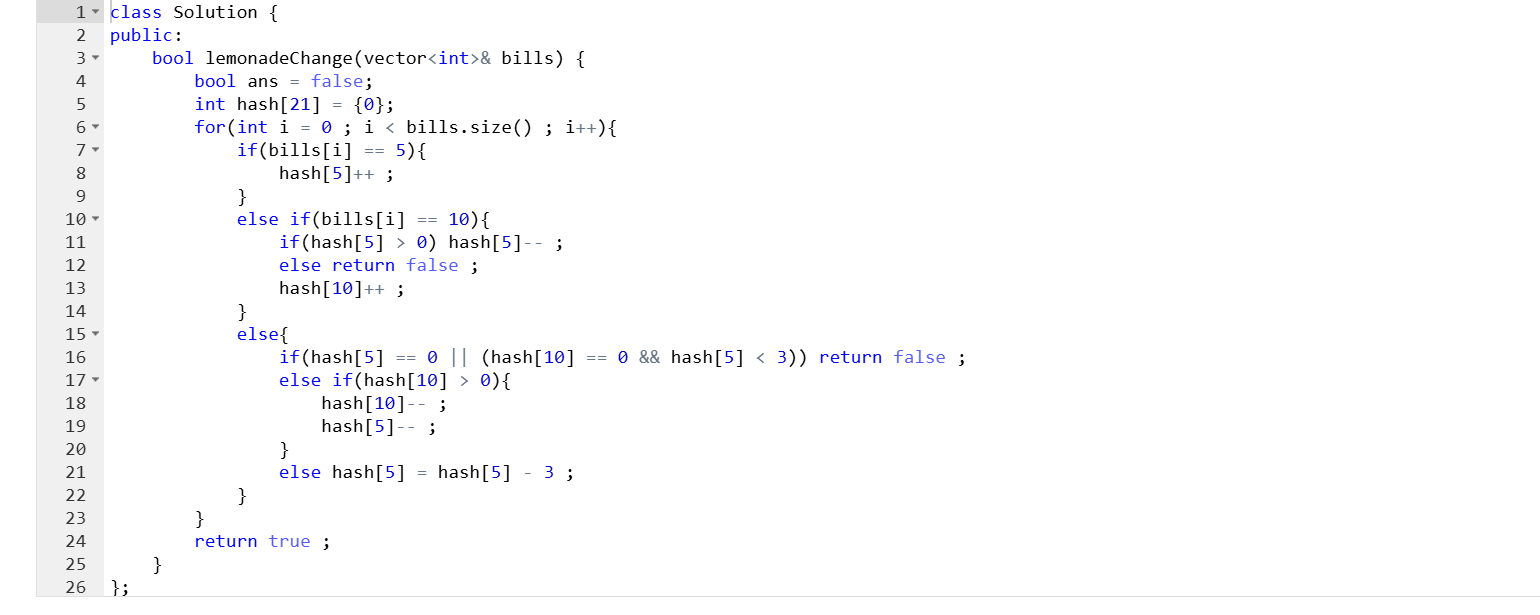 1 class Solution {
2 public:
3     bool lemonadeChange(vector<int>& bills) {
4         bool ans = false;
5         int hash[21] = {0};
6         for(int i = 0 ; i < bills.size() ; i++){
7             if(bills[i] == 5){
8                 hash[5]++ ;
9             }
10             else if(bills[i] == 10){
11                 if(hash[5] > 0) hash[5]-- ;
12                 else return false ;
13                 hash[10]++ ;
14             }
15             else{
16                 if(hash[5] == 0 || (hash[10] == 0 && hash[5] < 3)) return false ;
17                 else if(hash[10] > 0){
18                     hash[10]-- ;
19                     hash[5]-- ;
20                 }
21                 else hash[5] = hash[5] - 3 ;
22             }
23         }
24         return true ;
25     }
26 };